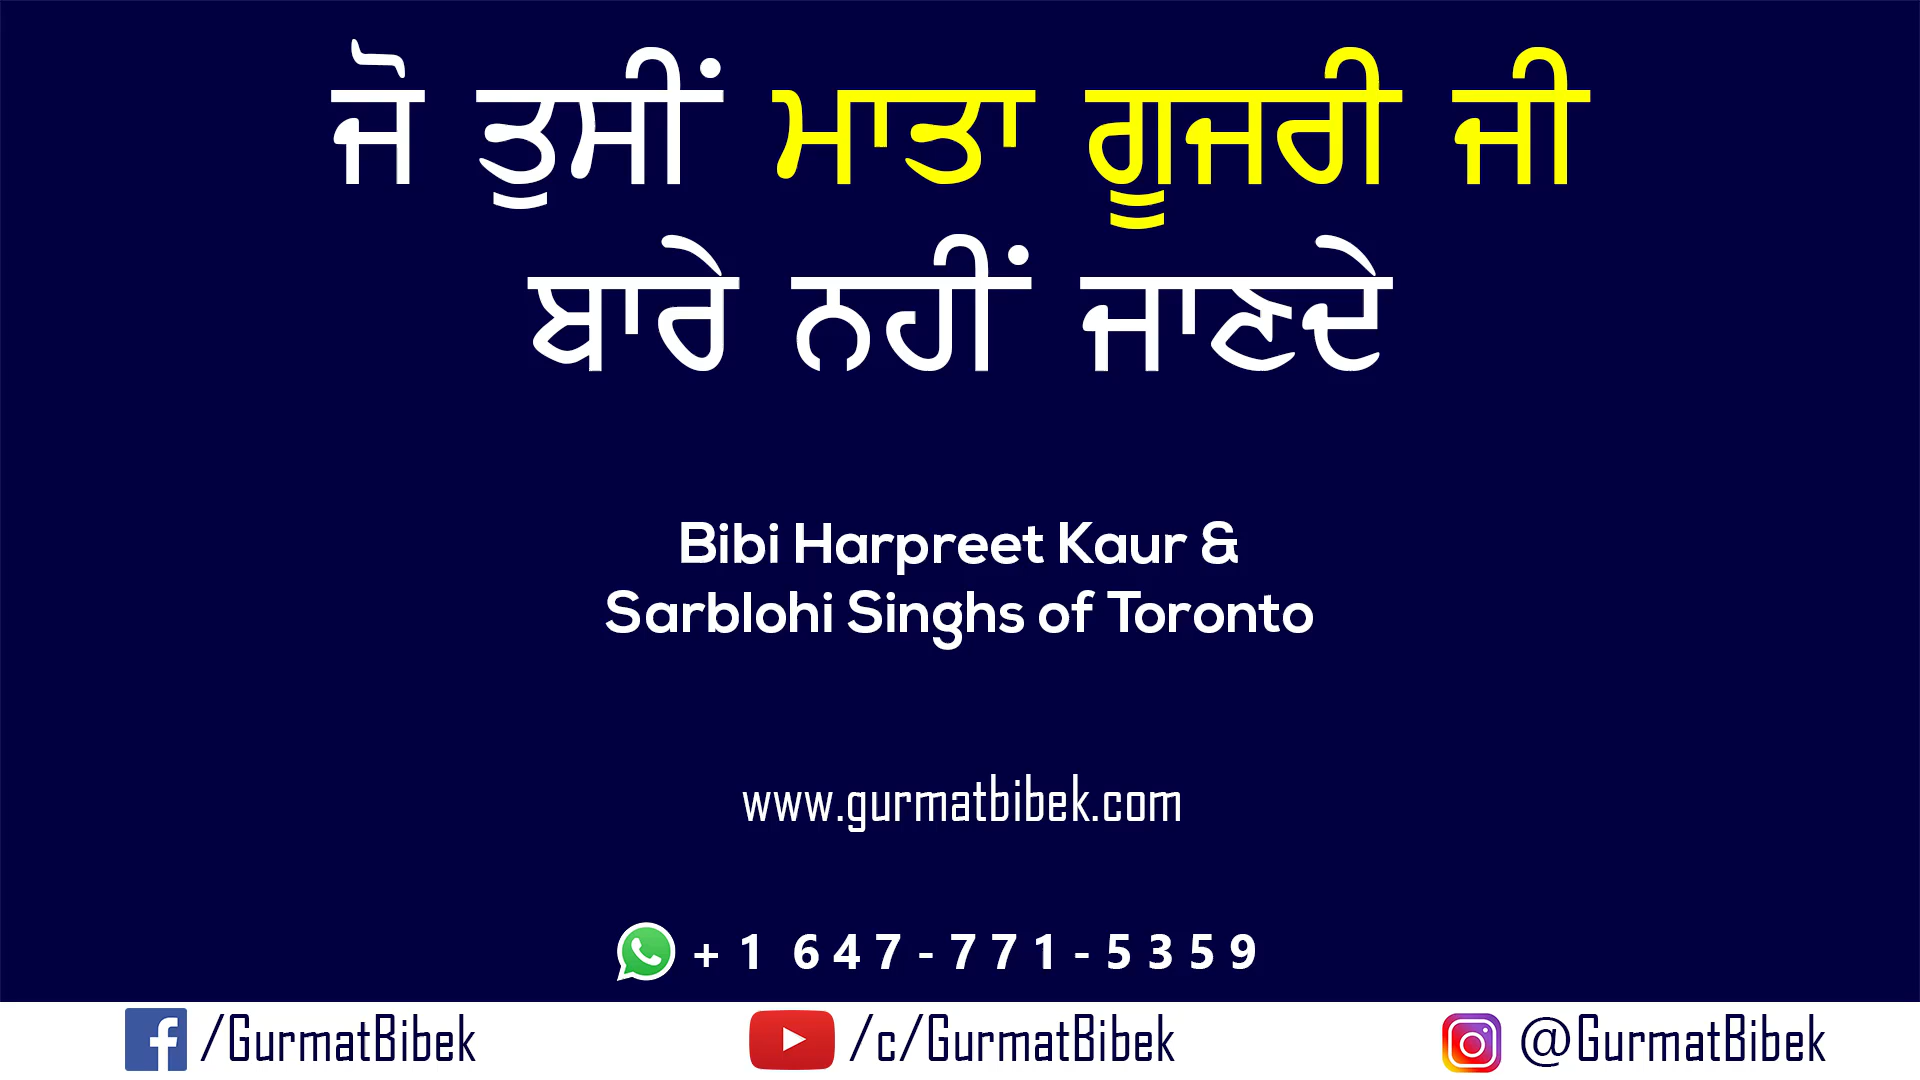 ਜੋ ਤੁਸੀਂ ਮਾਤਾ ਗੂਜਰੀ ਜੀ
ਬਾਰੇ ਨਹੀਂ ਜਾਣਦੇ
Bibi Harpreet Kaur &
Sarblohi Singhs of Toronto
www.gurmatbibek.com
+ 1 647-771-5359
/GurmatBibek /c/GurmatBibek @GurmatBibek